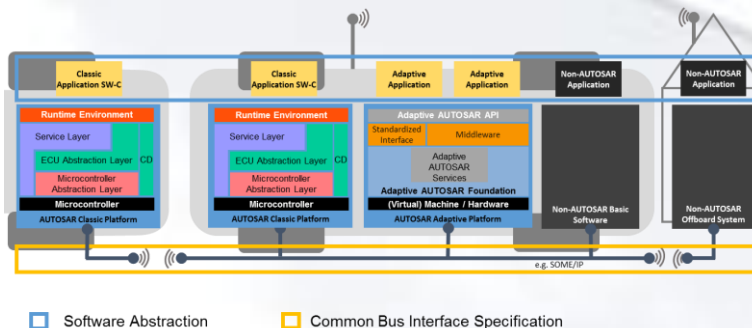 Classic
Application SW-C
Classic
Application SW-C
Adaptive
Application
Adaptive
Application
Non-AUTOSAR
Application
Non-AUTOSAR
Application
Runtime Environment
Service Layer
ECU Abstraction Layer
CD
Microcontroller
Abstraction Layer
Microcontroller
AUTOSAR Classic Platform
Runtime Environment
Service Layer
ECU Abstraction Layer
CD
Microcontroller
Abstraction Layer
Microcontroller
AUTOSAR Classic Platform
Adaptive AUTOSAR API
Standardized
Interface
Middleware
Adaptive
AUTOSAR
Services
Adaptive AUTOSAR Foundation
(Virtual) Machine / Hardware
AUTOSAR Adaptive Platform
Non-AUTOSAR Basic
Software
Non-AUTOSAR
Offboard System
e.g. SOME/IP
Software Abstraction
Common Bus Interface Specification